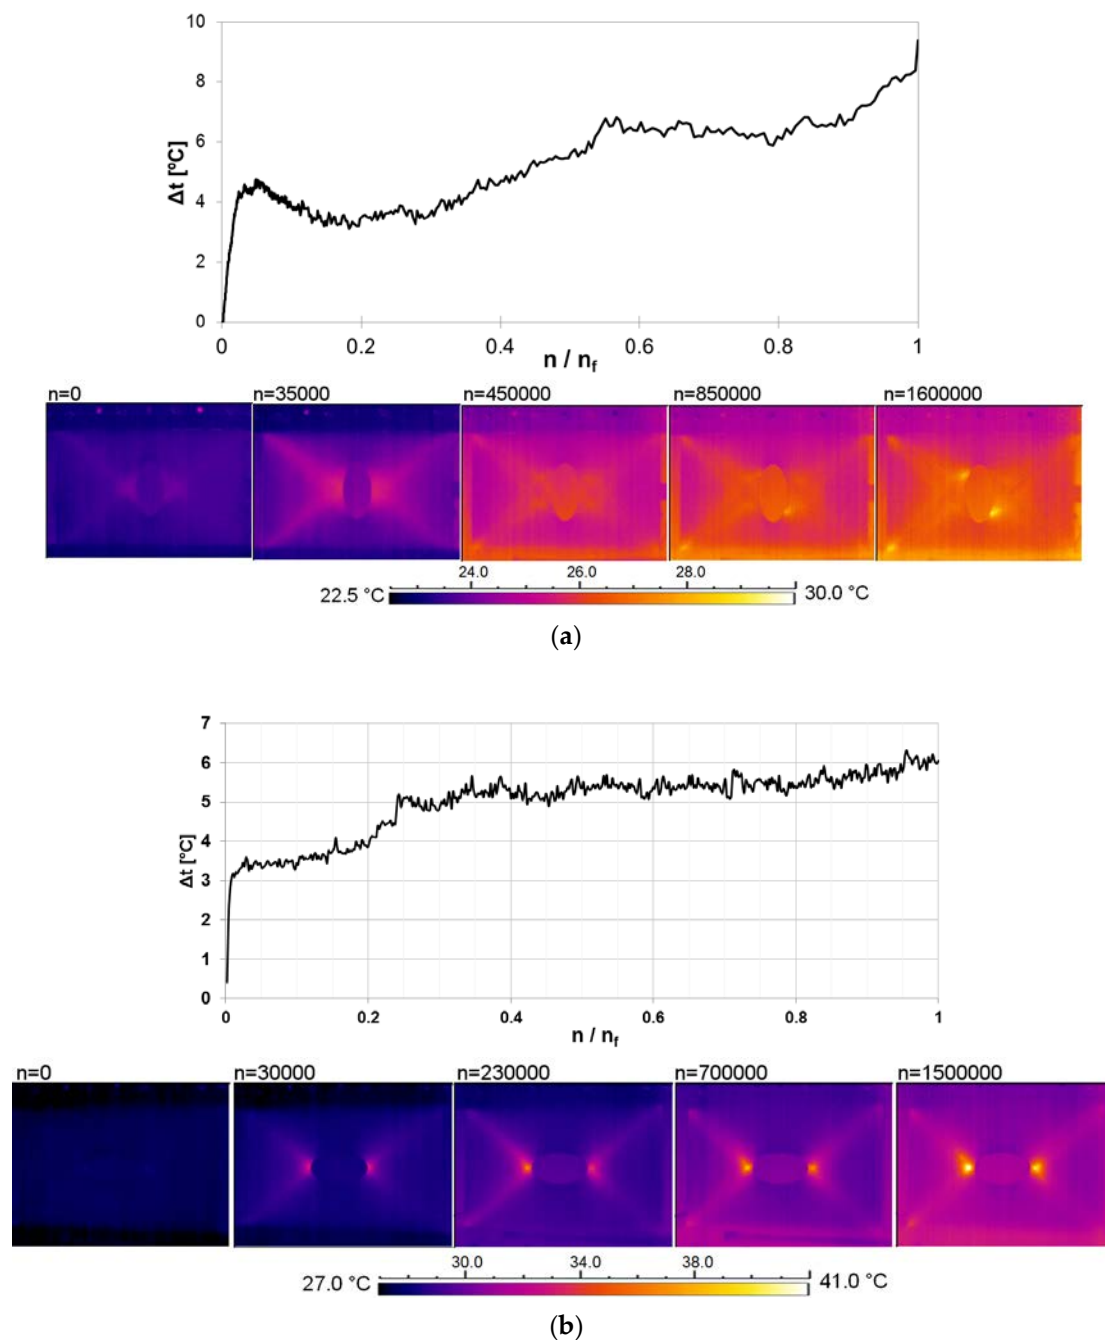 10
8
6
4
2
0
Δt [ºC]
0 0.2 0.4 0.6 0.8 1
n / nf
n=0 n=35000 n=450000 n=850000 n=1600000
24.0 26.0 28.0
22.5 °C 30.0 °C
(a)
7
6
5
4
3
2
1
0
Δt [°C]
0 0.2 0.4 0.6 0.8 1
n / nf
n=0 n=30000 n=230000 n=700000 n=1500000
30.0 34.0 38.0
27.0 °C 41.0 °C
(b)